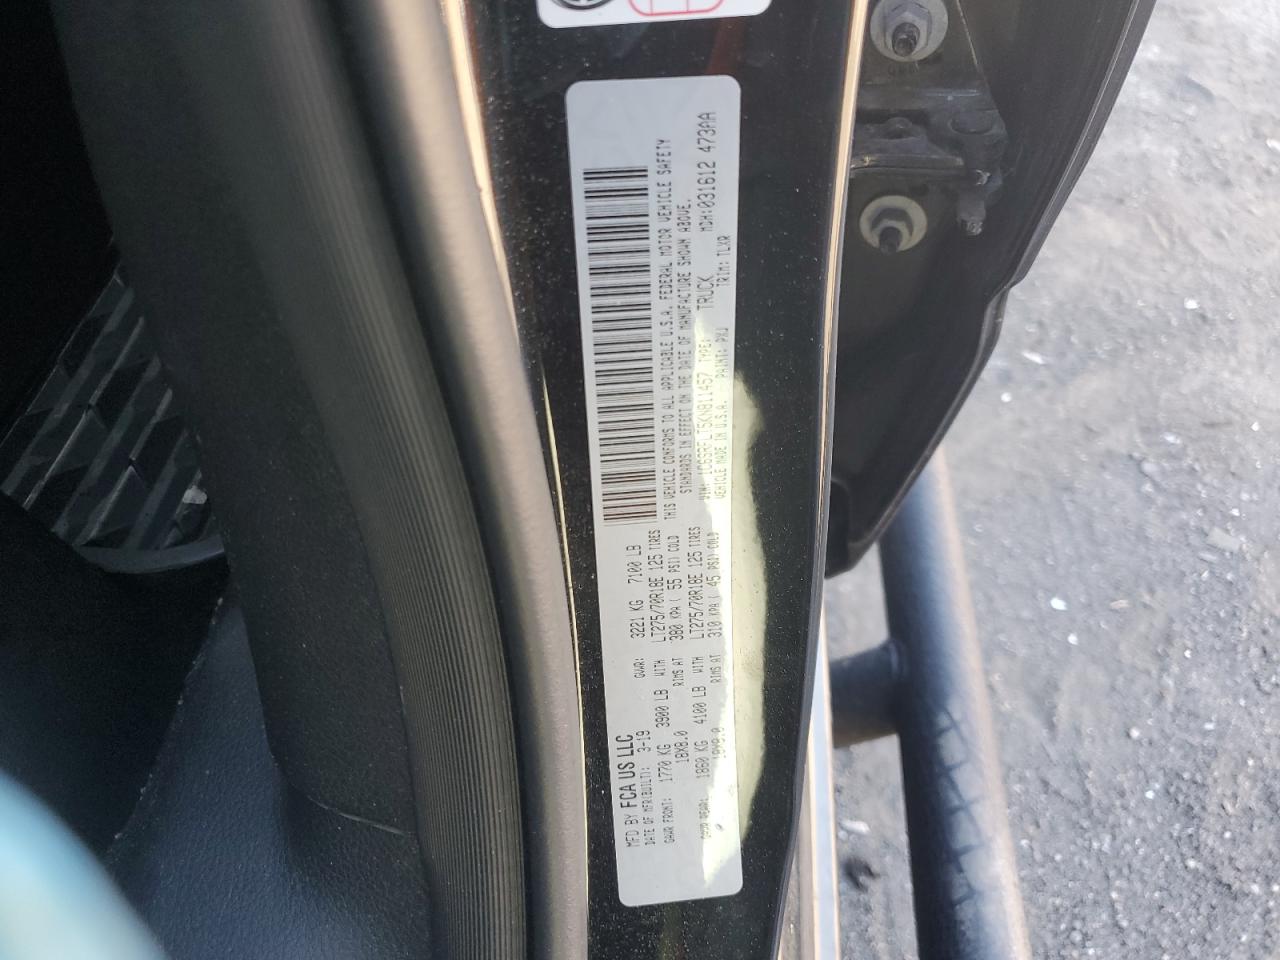 MFD BY FCA US LLC
DATE OF MFR(BUILT): 3-19 GVWR: 3221 KG 7100 LB
GAWR FRONT: 1770 KG 3900 LB WITH LT275/70R18E 125 TIRES
18X8.0 RIMS AT 380 KPA ( 55 PSI) COLD
GAWR REAR: 1860 KG 4100 LB WITH LT275/70R18E 125 TIRES
18X8.0 RIMS AT 310 KPA ( 45 PSI) COLD
THIS VEHICLE CONFORMS TO ALL APPLICABLE U.S.A. FEDERAL MOTOR VEHICLE SAFETY
STANDARDS IN EFFECT ON THE DATE OF MANUFACTURE SHOWN ABOVE.
VIN: 1C6SRFLT5KN811457 TYPE: TRUCK MDH:031612 473AA
VEHICLE MADE IN U.S.A. PAINT: PXJ TRIM: TLXR